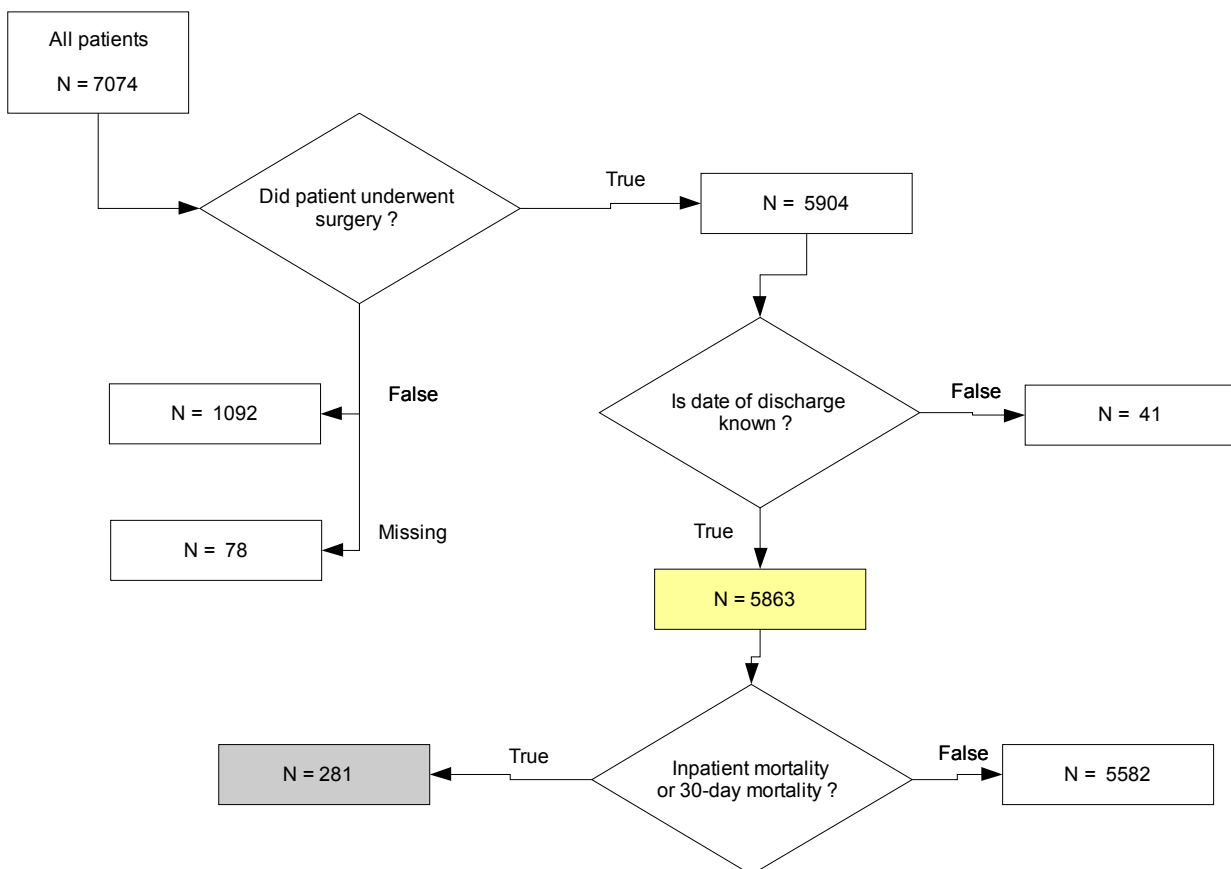 All patients
N = 7074
Did patient underwent
surgery ?
True
N = 5904
False
N = 1092
Missing
N = 78
Is date of discharge
known ?
False
N = 41
True
N = 5863
Inpatient mortality
or 30-day mortality ?
True
N = 281
False
N = 5582